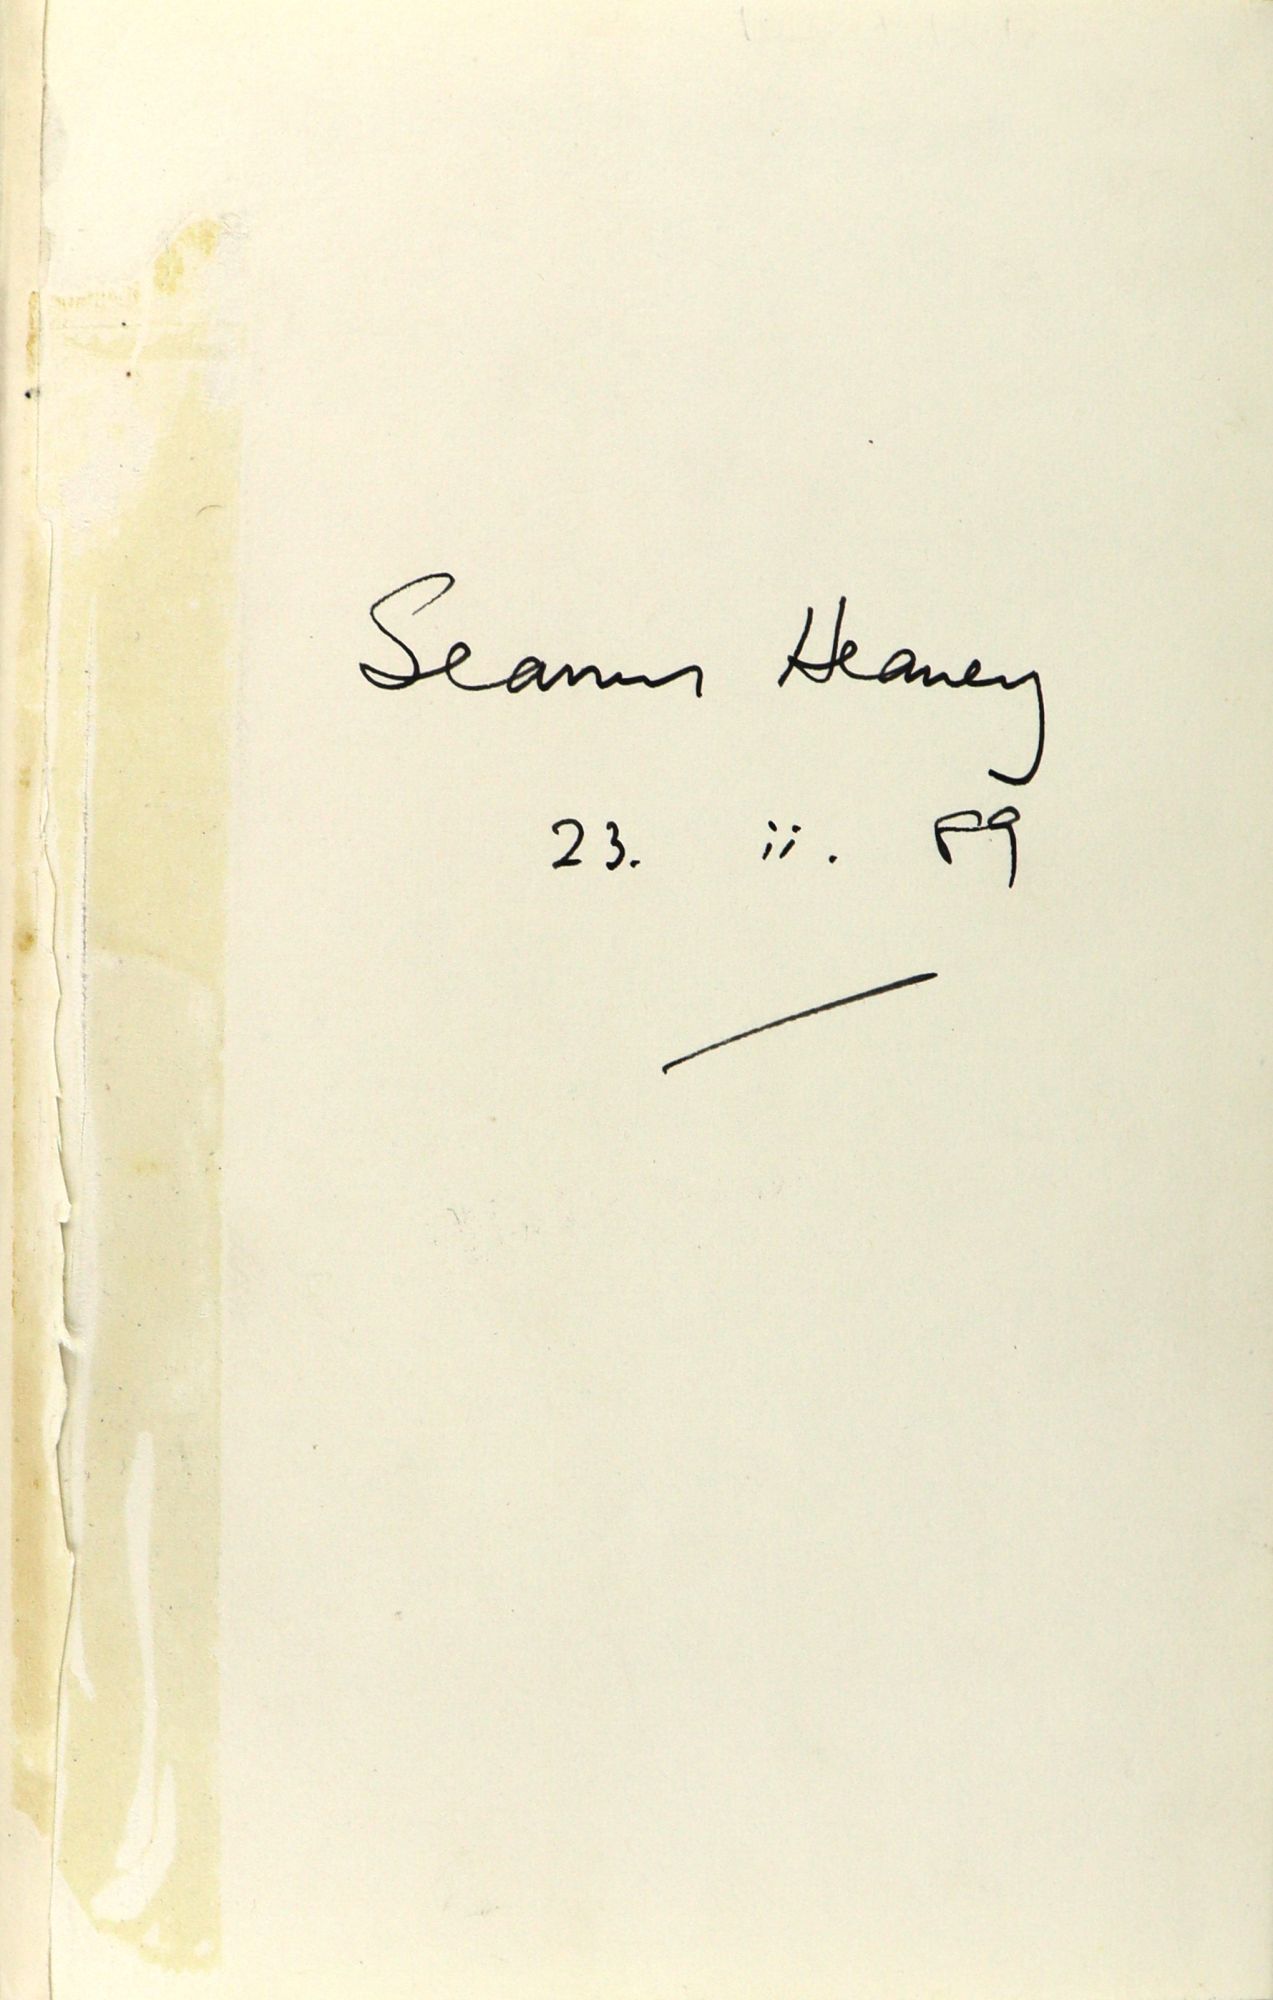 Seamus Heaney
23. ii. 89